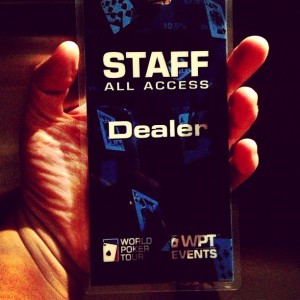 STAFF
ALL ACCESS
Dealer
WORLD
POKER
TOUR
WPT
EVENTS